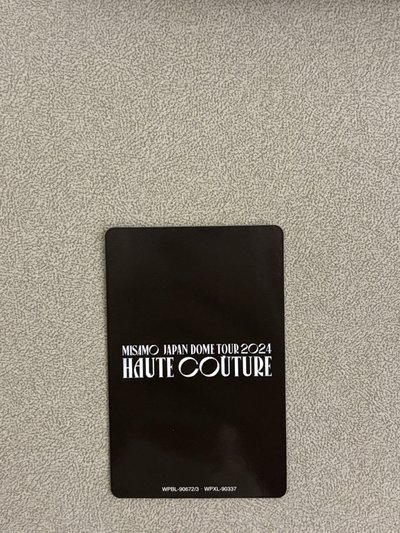 MISAMO JAPAN DOME TOUR 2024
HAUTE COUTURE
WPBL-90672/3 · WPXL-90337